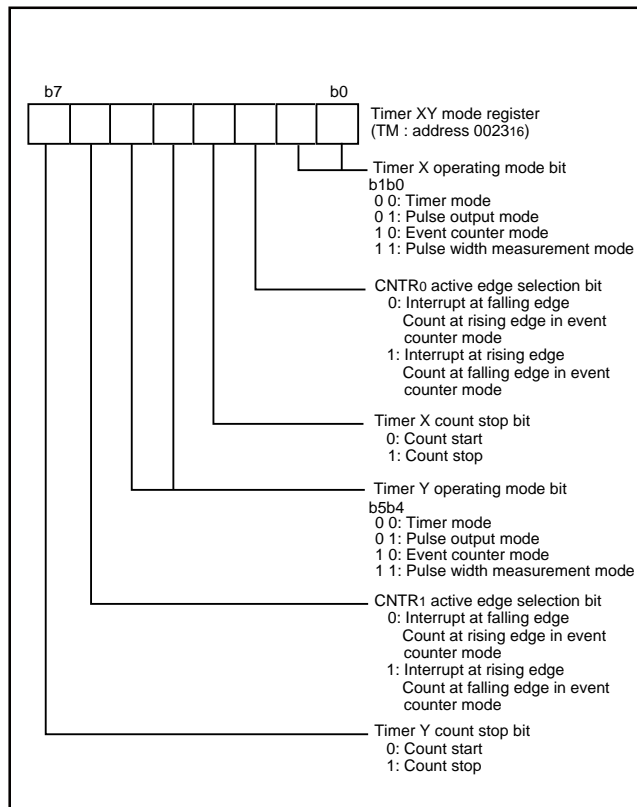 b7 b0
Timer XY mode register
(TM : address 002316)
Timer X operating mode bit
b1b0
0 0: Timer mode
0 1: Pulse output mode
1 0: Event counter mode
1 1: Pulse width measurement mode
CNTR0 active edge selection bit
0: Interrupt at falling edge
Count at rising edge in event
counter mode
1: Interrupt at rising edge
Count at falling edge in event
counter mode
Timer X count stop bit
0: Count start
1: Count stop
Timer Y operating mode bit
b5b4
0 0: Timer mode
0 1: Pulse output mode
1 0: Event counter mode
1 1: Pulse width measurement mode
CNTR1 active edge selection bit
0: Interrupt at falling edge
Count at rising edge in event
counter mode
1: Interrupt at rising edge
Count at falling edge in event
counter mode
Timer Y count stop bit
0: Count start
1: Count stop